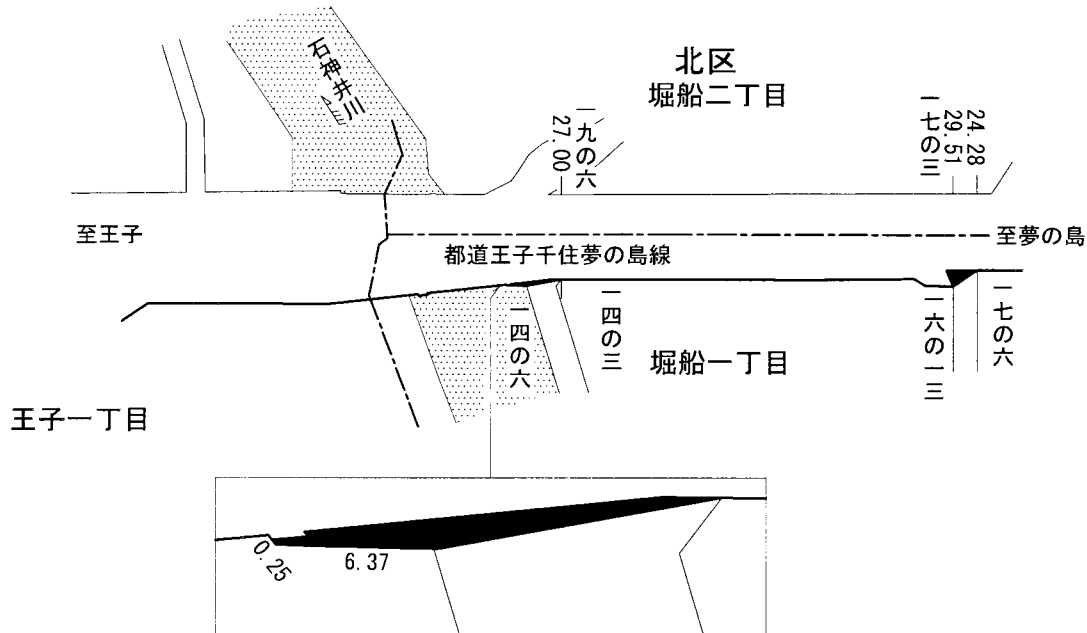 石神井川
北区
堀船二丁目
一九の六
27.00
24.28
29.51
一七の三
至王子
至夢の島
都道王子千住夢の島線
一四の六
一四の三
堀船一丁目
一六の一三
一七の六
王子一丁目
0.25
6.37